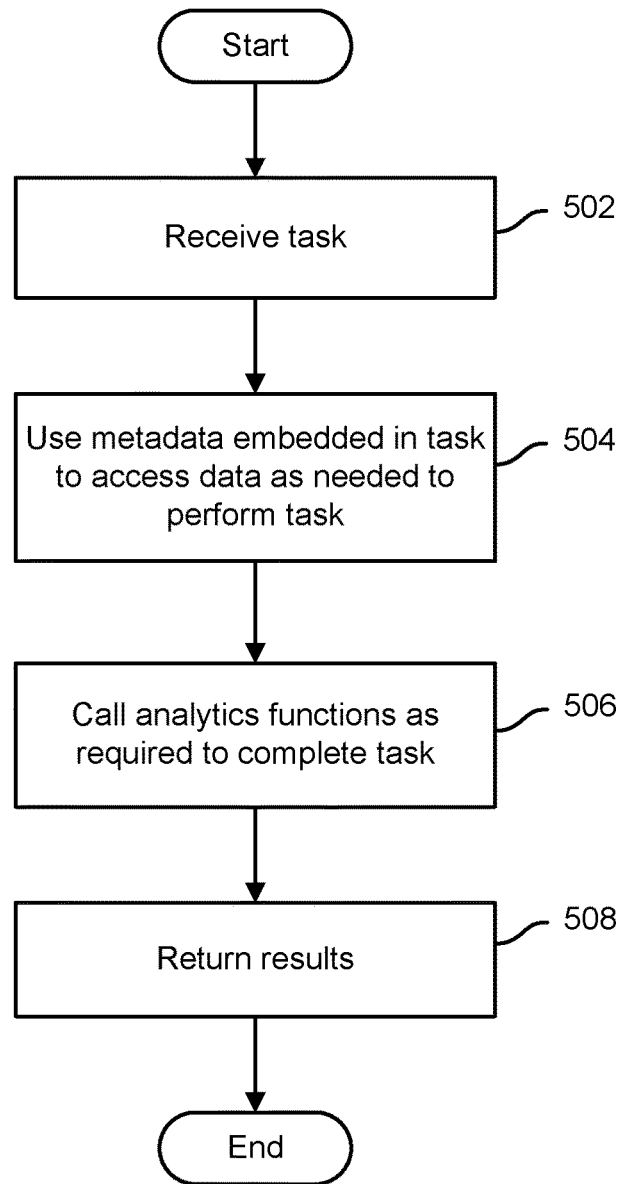 Start
Receive task
502
Use metadata embedded in task
to access data as needed to
perform task
504
Call analytics functions as
required to complete task
506
Return results
508
End